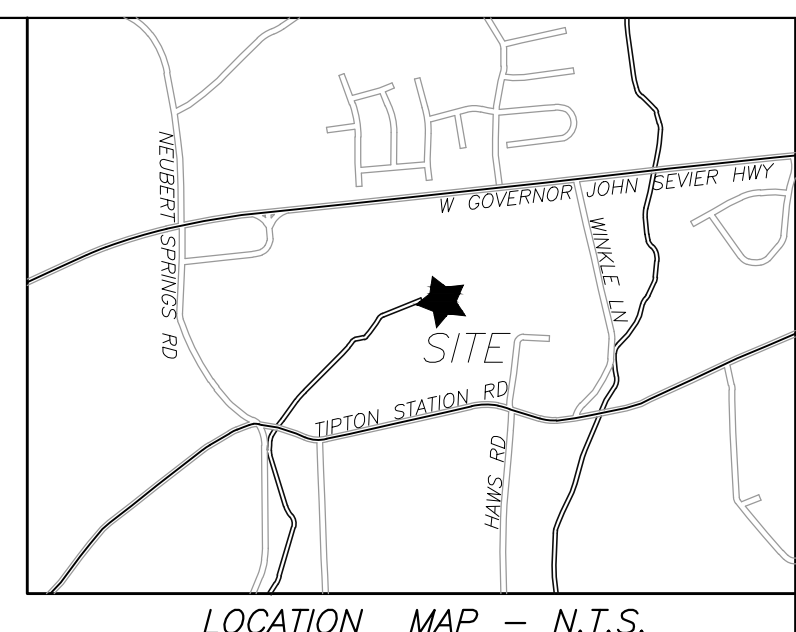 NEUBERT SPRINGS RD
W GOVERNOR JOHN SEVIER HWY
WINKLE LN
SITE
TIPTON STATION RD
HAWS RD
LOCATION MAP – N.T.S.